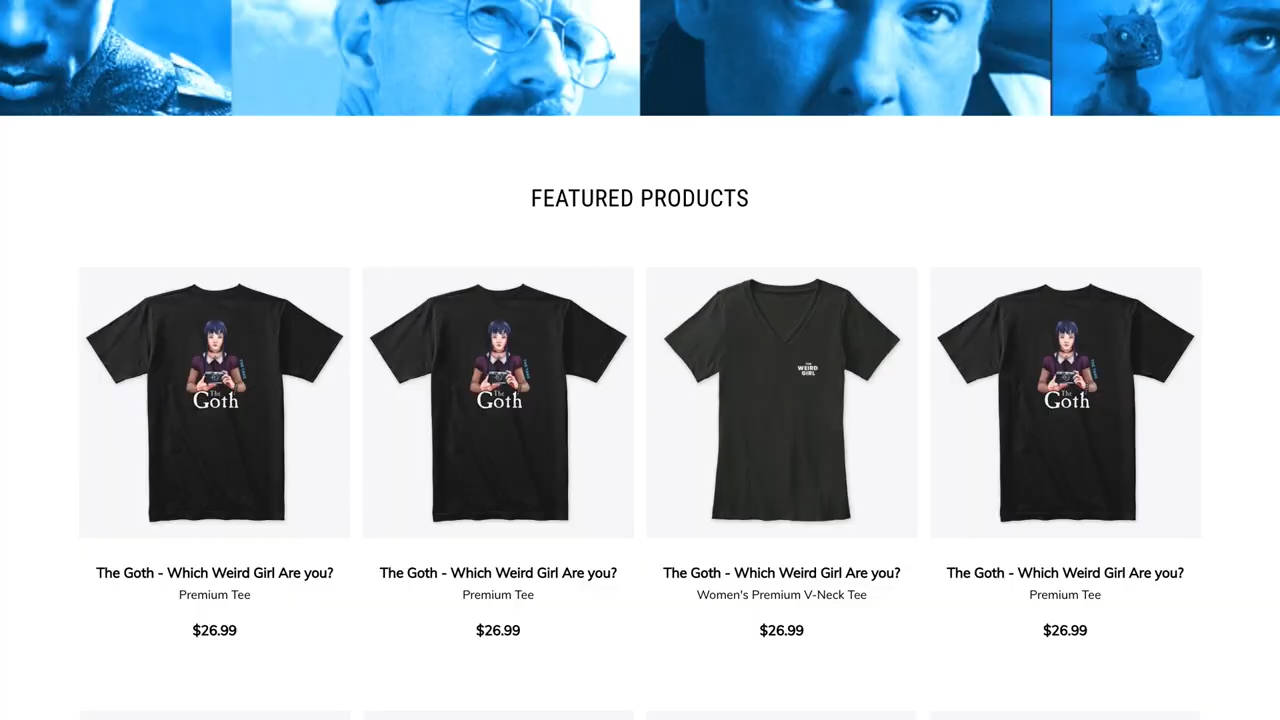 FEATURED PRODUCTS
The
Goth
The
Goth
THE
WEIRD
GIRL
The
Goth
The Goth - Which Weird Girl Are you?
Premium Tee
$26.99
The Goth - Which Weird Girl Are you?
Premium Tee
$26.99
The Goth - Which Weird Girl Are you?
Women's Premium V-Neck Tee
$26.99
The Goth - Which Weird Girl Are you?
Premium Tee
$26.99